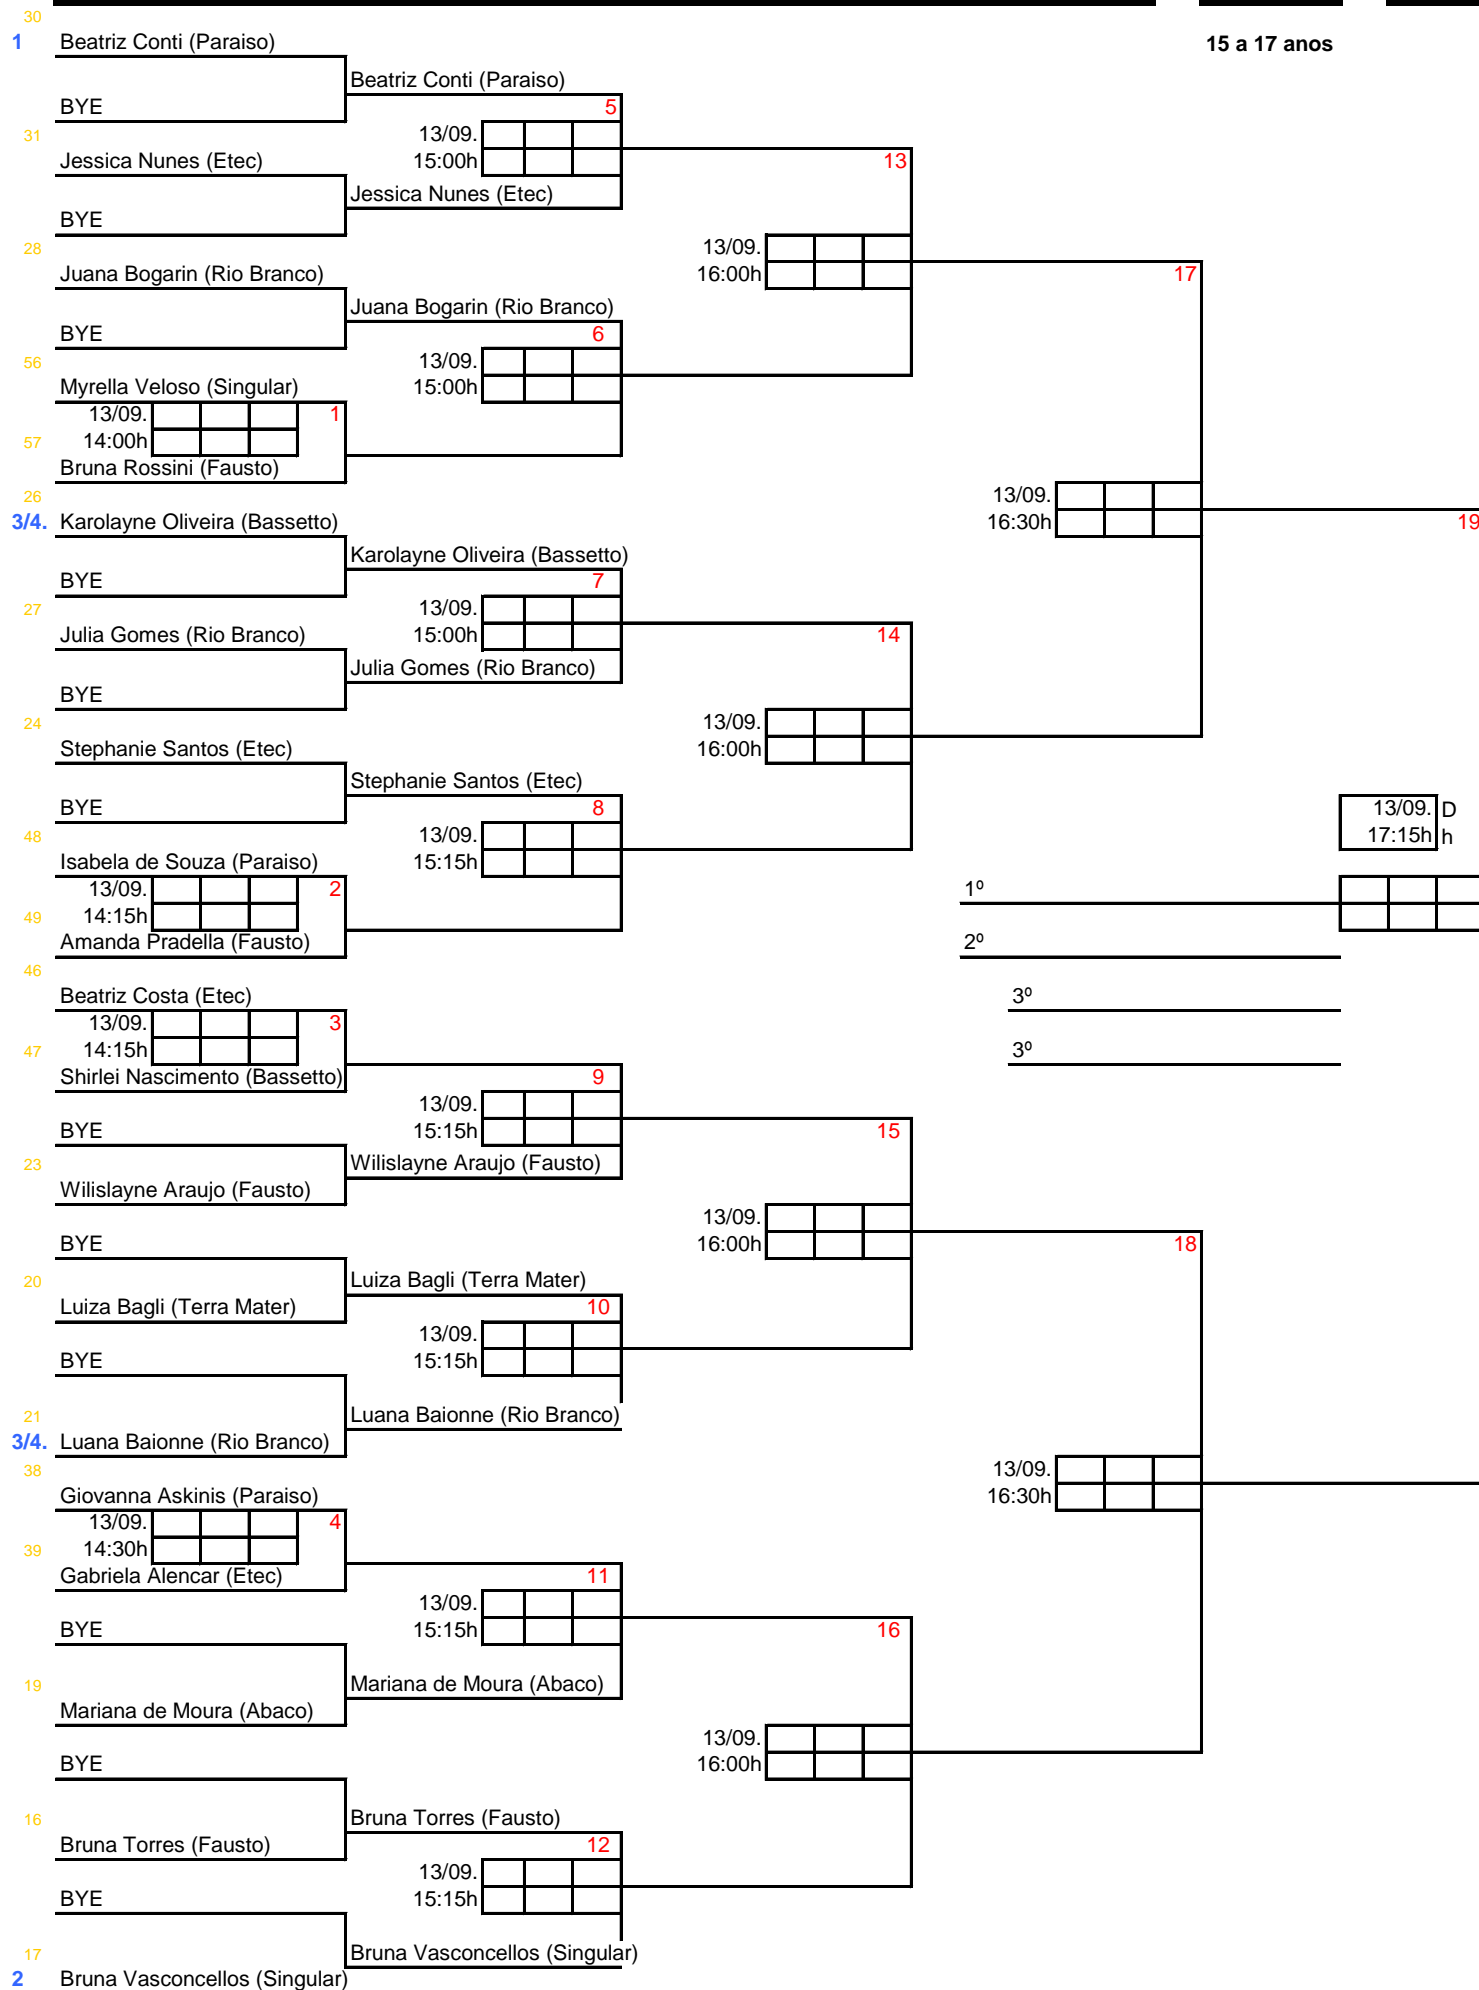 30
1 Beatriz Conti (Paraiso) 15 a 17 anos
Beatriz Conti (Paraiso)
BYE 5
31 13/09.
Jessica Nunes (Etec) 15:00h 13
Jessica Nunes (Etec)
BYE
28 13/09.
Juana Bogarin (Rio Branco) 16:00h 17
Juana Bogarin (Rio Branco)
BYE 6
56 13/09.
Myrella Veloso (Singular) 15:00h
13/09. 1
57 14:00h
Bruna Rossini (Fausto)
26 13/09.
3/4. Karolayne Oliveira (Bassetto) 16:30h 19
Karolayne Oliveira (Bassetto)
BYE 7
27 13/09.
Julia Gomes (Rio Branco) 15:00h 14
Julia Gomes (Rio Branco)
BYE
24 13/09.
Stephanie Santos (Etec) 16:00h
Stephanie Santos (Etec)
BYE 8 13/09. D
48 13/09. 17:15h h
Isabela de Souza (Paraiso) 15:15h
13/09. 2 1º
49 14:15h
Amanda Pradella (Fausto) 2º
46
Beatriz Costa (Etec) 3º
13/09. 3
47 14:15h 3º
Shirlei Nascimento (Bassetto) 9
13/09.
BYE 15:15h 15
23 Wilislayne Araujo (Fausto)
Wilislayne Araujo (Fausto)
13/09.
BYE 16:00h 18
20 Luiza Bagli (Terra Mater)
Luiza Bagli (Terra Mater) 10
13/09.
BYE 15:15h
21 Luana Baionne (Rio Branco)
3/4. Luana Baionne (Rio Branco)
38 13/09.
Giovanna Askinis (Paraiso) 16:30h
13/09. 4
39 14:30h
Gabriela Alencar (Etec) 11
13/09.
BYE 15:15h 16
19 Mariana de Moura (Abaco)
Mariana de Moura (Abaco)
13/09.
BYE 16:00h
16 Bruna Torres (Fausto)
Bruna Torres (Fausto) 12
13/09.
BYE 15:15h
17 Bruna Vasconcellos (Singular)
2 Bruna Vasconcellos (Singular)